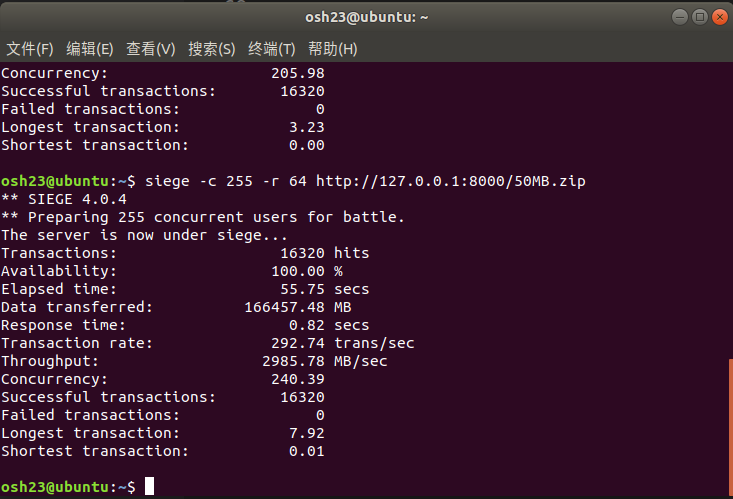 osh23@ubuntu: ~
文件(F) 编辑(E) 查看(V) 搜索(S) 终端(T) 帮助(H)
Concurrency: 205.98
Successful transactions: 16320
Failed transactions: 0
Longest transaction: 3.23
Shortest transaction: 0.00
osh23@ubuntu:~$ siege -c 255 -r 64 http://127.0.0.1:8000/50MB.zip
** SIEGE 4.0.4
** Preparing 255 concurrent users for battle.
The server is now under siege...
Transactions: 16320 hits
Availability: 100.00 %
Elapsed time: 55.75 secs
Data transferred: 166457.48 MB
Response time: 0.82 secs
Transaction rate: 292.74 trans/sec
Throughput: 2985.78 MB/sec
Concurrency: 240.39
Successful transactions: 16320
Failed transactions: 0
Longest transaction: 7.92
Shortest transaction: 0.01
osh23@ubuntu:~$